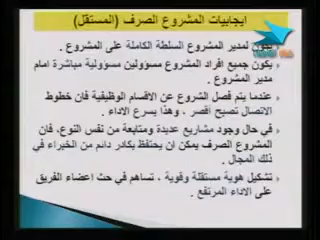 ايجابيات المشروع الصرف (المستقل)
يكون لمدير المشروع السلطة الكاملة على المشروع .
يكون جميع افراد المشروع مسؤولين مسؤولية مباشرة امام
مدير المشروع .
عندما يتم فصل الشروع عن الاقسام الوظيفية فان خطوط
الاتصال تصبح أقصر , وهذا يسرع الاداء .
في حال وجود مشاريع عديدة ومتابعة من نفس النوع، فان
المشروع الصرف يمكن ان يحتفظ بكادر دائم من الخبراء في
ذلك المجال .
تشكيل هوية مستقلة وقوية , تساهم في حث اعضاء الفريق
على الاداء المرتفع .